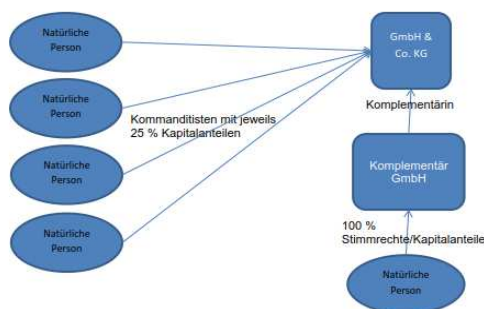 Natürliche
Person
Natürliche
Person
Natürliche
Person
Natürliche
Person
Kommanditisten mit jeweils
25 % Kapitalanteilen
GmbH &
Co. KG
Komplementärin
Komplementär
GmbH
100 %
Stimmrechte/Kapitalanteile
Natürliche
Person